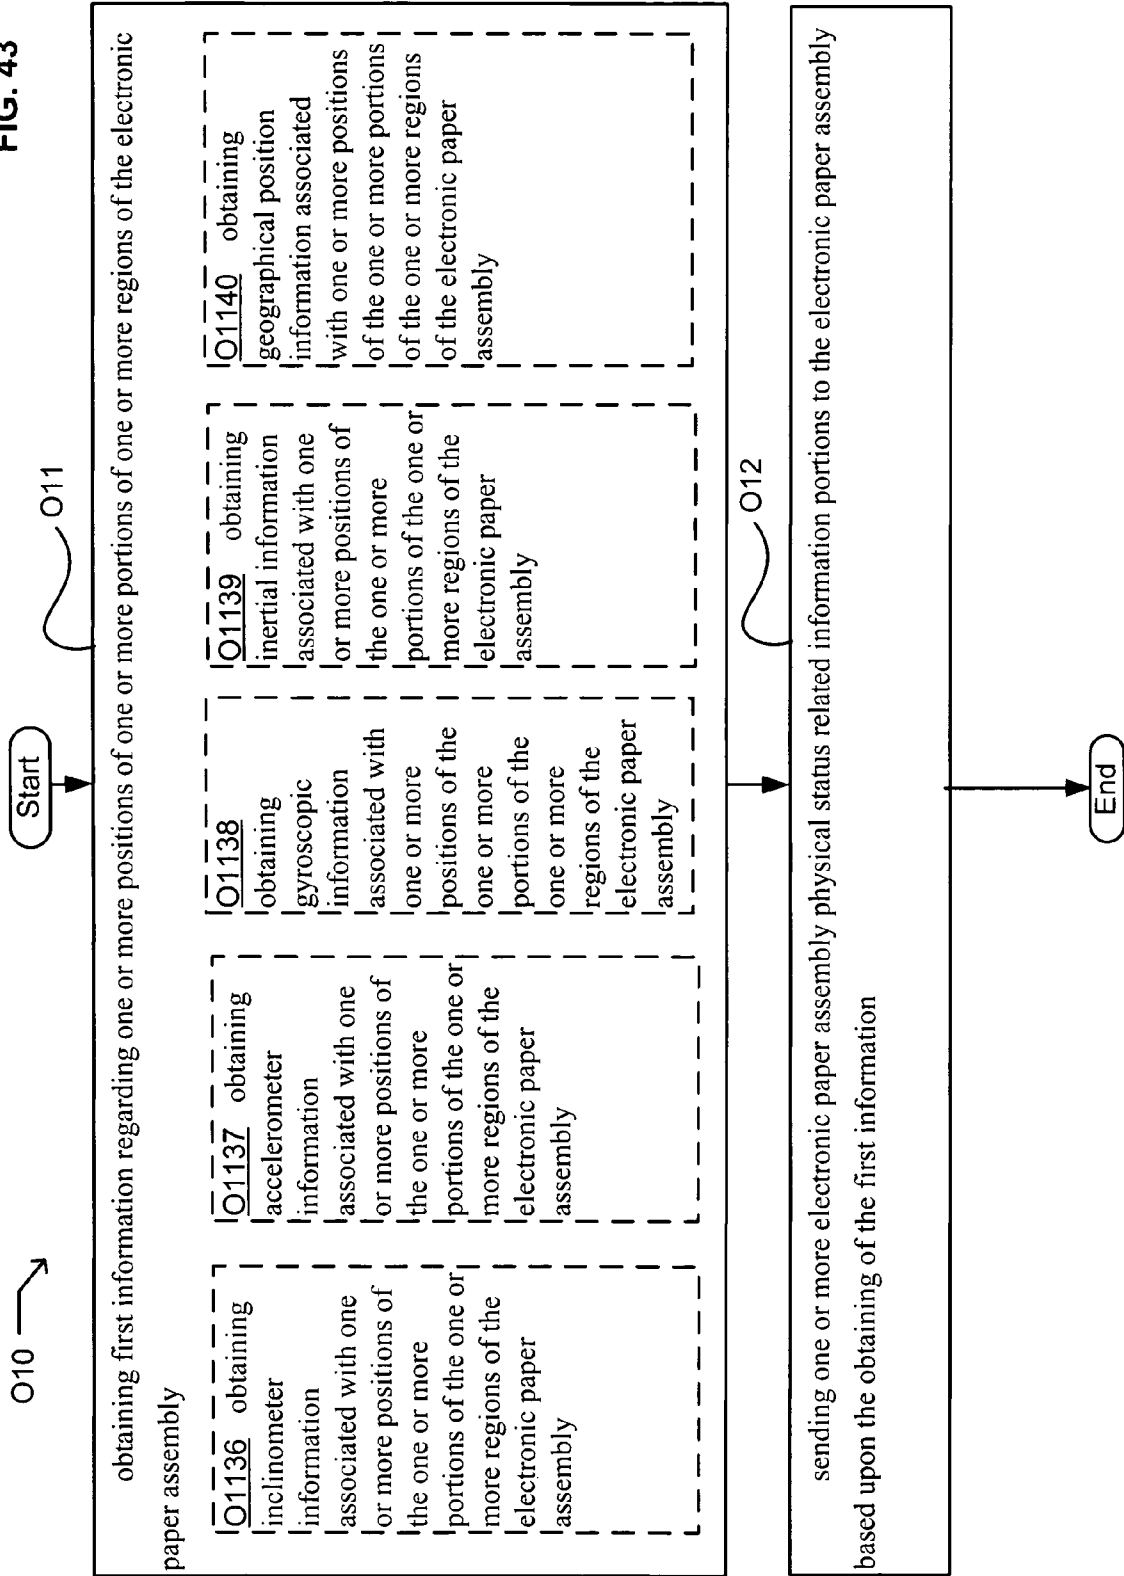 FIG. 43
O10
Start
O11
obtaining first information regarding one or more positions of one or more portions of one or more regions of the electronic
paper assembly
O1136 obtaining
inclinometer
information
associated with one
or more positions of
the one or more
portions of the one or
more regions of the
electronic paper
assembly
O1137 obtaining
accelerometer
information
associated with one
or more positions of
the one or more
portions of the one or
more regions of the
electronic paper
assembly
O1138
obtaining
gyroscopic
information
associated with
one or more
positions of the
one or more
portions of the
one or more
regions of the
electronic paper
assembly
O1139 obtaining
inertial information
associated with one
or more positions of
the one or more
portions of the one or
more regions of the
electronic paper
assembly
O1140 obtaining
geographical position
information associated
with one or more positions
of the one or more portions
of the one or more regions
of the electronic paper
assembly
O12
sending one or more electronic paper assembly physical status related information portions to the electronic paper assembly
based upon the obtaining of the first information
End